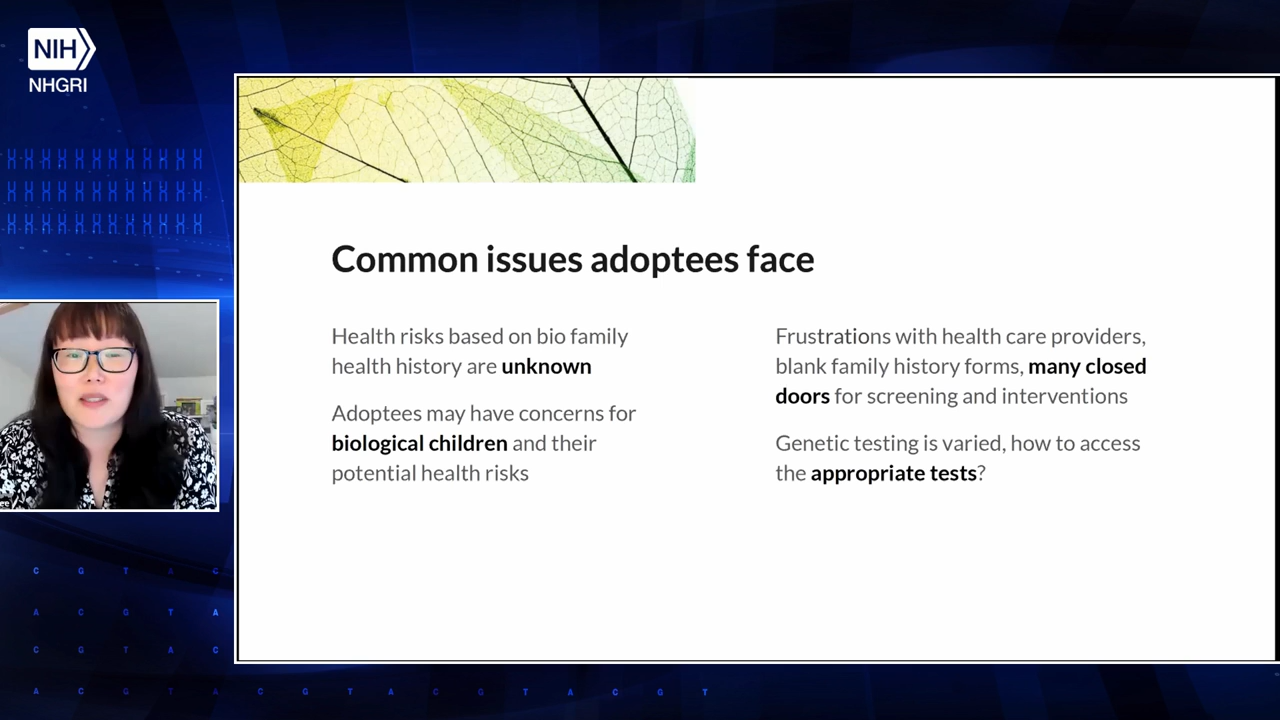 NIH
NHGRI
Common issues adoptees face
Health risks based on bio family
health history are unknown
Adoptees may have concerns for
biological children and their
potential health risks
Frustrations with health care providers,
blank family history forms, many closed
doors for screening and interventions
Genetic testing is varied, how to access
the appropriate tests?
ee
C G T A C
A C G T A
C G T A C
A C G T A C G T A C G T A C G T